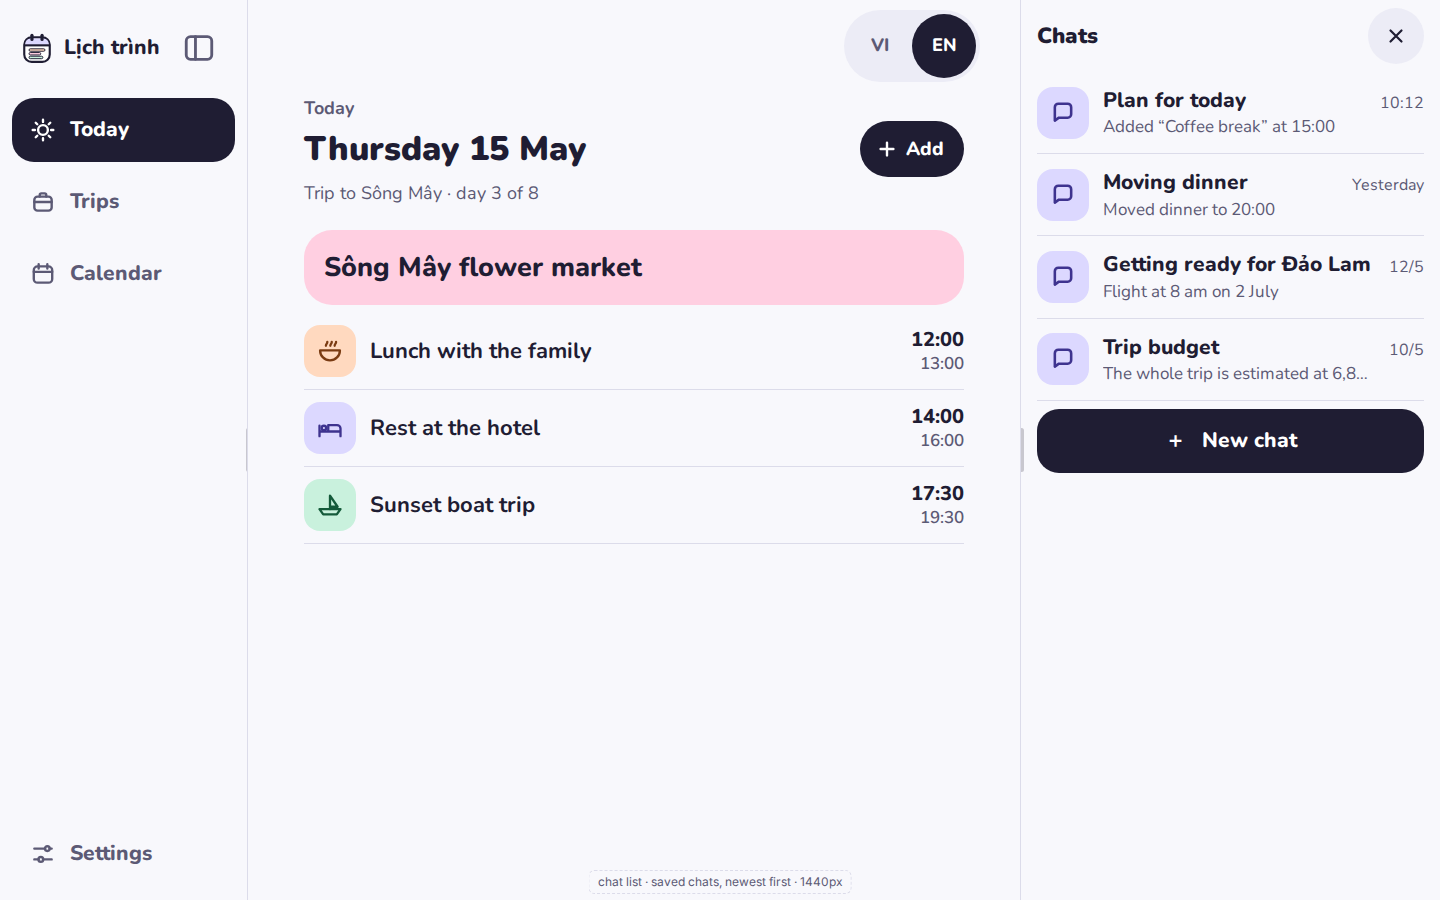 Lịch trình
Today
Trips
Calendar
Settings
VI
EN
Today
Thursday 15 May
Trip to Sông Mây · day 3 of 8
Add
Sông Mây flower market
Lunch with the family
12:00
13:00
Rest at the hotel
14:00
16:00
Sunset boat trip
17:30
19:30
chat list · saved chats, newest first · 1440px
Chats
Plan for today
10:12
Added “Coffee break” at 15:00
Moving dinner
Yesterday
Moved dinner to 20:00
Getting ready for Đảo Lam
12/5
Flight at 8 am on 2 July
Trip budget
10/5
The whole trip is estimated at 6,8...
+ New chat